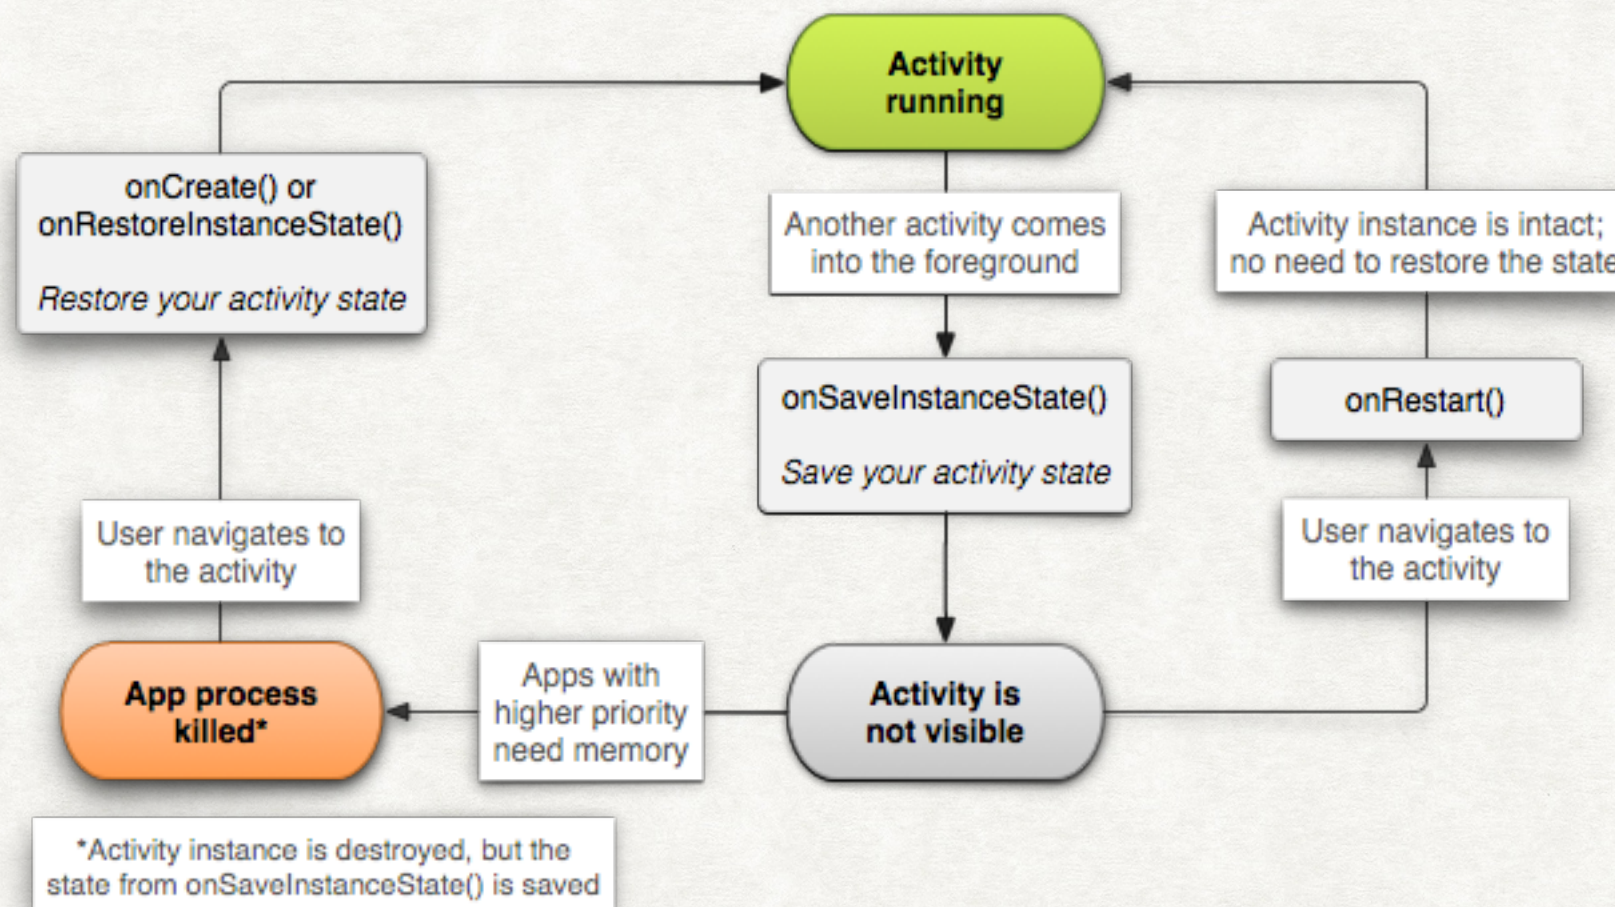 Activity
running
onCreate() or
onRestoreInstanceState()
Restore your activity state
Another activity comes
into the foreground
Activity instance is intact;
no need to restore the state
onSaveInstanceState()
Save your activity state
onRestart()
User navigates to
the activity
User navigates to
the activity
App process
killed*
Apps with
higher priority
need memory
Activity is
not visible
*Activity instance is destroyed, but the
state from onSaveInstanceState() is saved